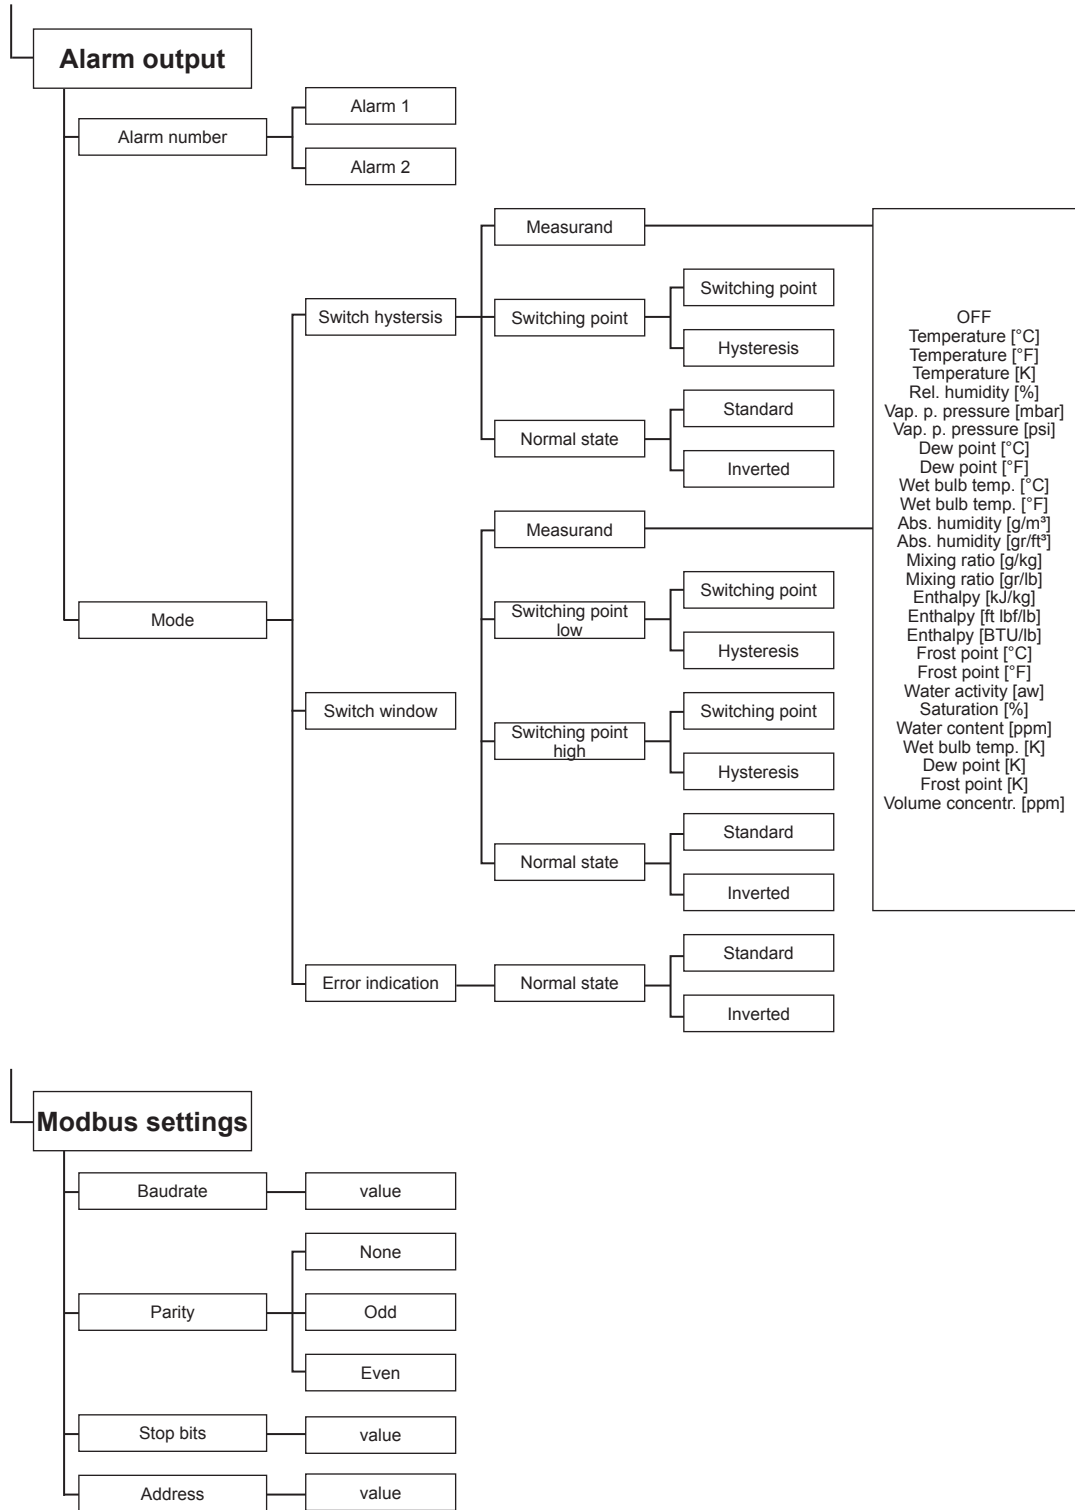 Alarm output
Alarm number
Alarm 1
Alarm 2
Mode
Switch hystersis
Measurand
Switching point
Switching point
Hysteresis
Normal state
Standard
Inverted
Switch window
Measurand
Switching point
low
Switching point
Hysteresis
Switching point
high
Switching point
Hysteresis
Normal state
Standard
Inverted
Error indication
Normal state
Standard
Inverted
OFF
Temperature [°C]
Temperature [°F]
Temperature [K]
Rel. humidity [%]
Vap. p. pressure [mbar]
Vap. p. pressure [psi]
Dew point [°C]
Dew point [°F]
Wet bulb temp. [°C]
Wet bulb temp. [°F]
Abs. humidity [g/m³]
Abs. humidity [gr/ft³]
Mixing ratio [g/kg]
Mixing ratio [gr/lb]
Enthalpy [kJ/kg]
Enthalpy [ft lbf/lb]
Enthalpy [BTU/lb]
Frost point [°C]
Frost point [°F]
Water activity [aw]
Saturation [%]
Water content [ppm]
Wet bulb temp. [K]
Dew point [K]
Frost point [K]
Volume concentr. [ppm]
Modbus settings
Baudrate
value
Parity
None
Odd
Even
Stop bits
value
Address
value